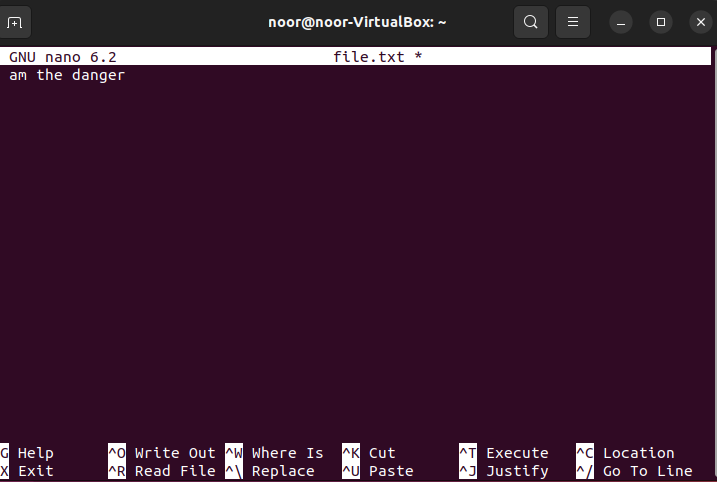 noor@noor-VirtualBox: ~
GNU nano 6.2 file.txt *
am the danger
G Help ^O Write Out ^W Where Is ^K Cut ^T Execute ^C Location
X Exit ^R Read File ^\ Replace ^U Paste ^J Justify ^/ Go To Line